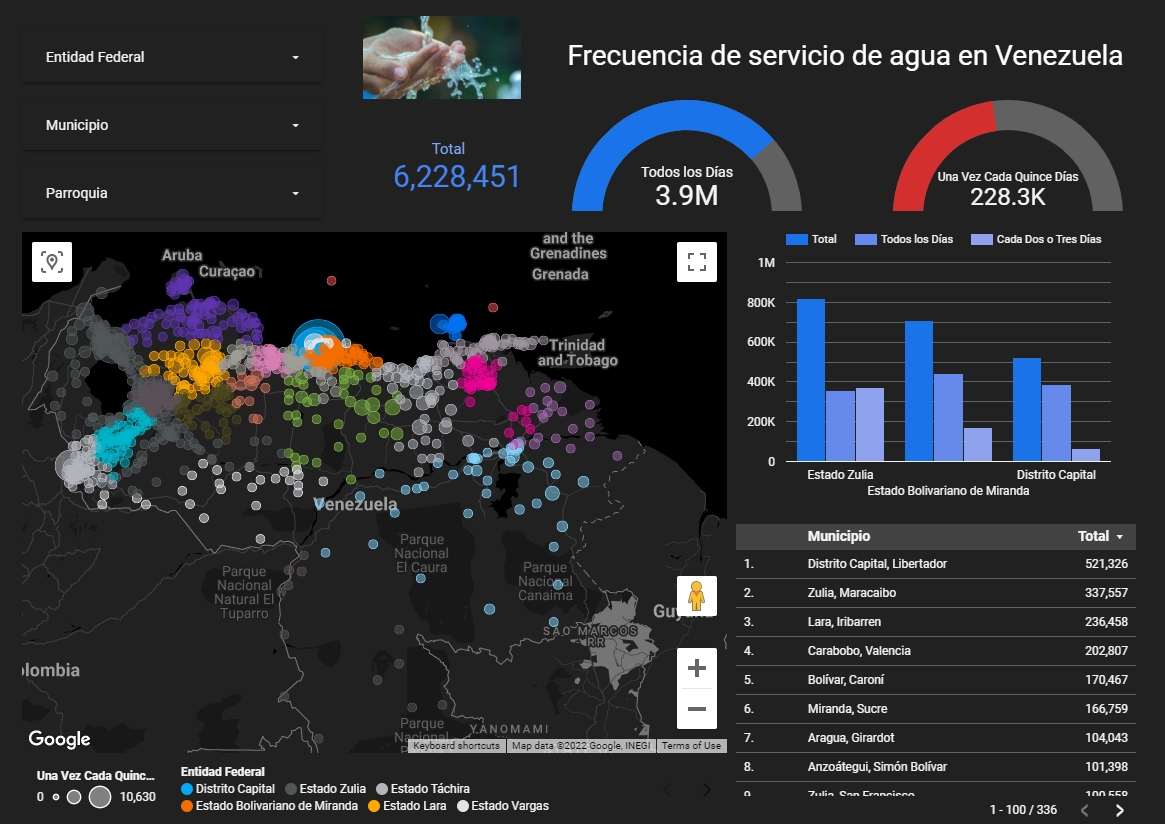 Entidad Federal
Municipio
Parroquia
Total
6,228,451
Frecuencia de servicio de agua en Venezuela
Todos los Días
3.9M
Una Vez Cada Quince Días
228.3K
Aruba
Curaçao
and the
Grenadines
Grenada
Trinidad
and Tobago
Venezuela
Parque
Nacional
El Caura
Parque
Nacional
Natural El
Tuparro
Parque
Nacional
Canaima
SÃO MARCOS
RR
olombia
YANOMAMI
Parque
Nacional
Google
Keyboard shortcuts
Map data ©2022 Google, INEGI
Terms of Use
Una Vez Cada Quinc...
0
10,630
Entidad Federal
Distrito Capital
Estado Zulia
Estado Táchira
Estado Bolivariano de Miranda
Estado Lara
Estado Vargas
Total
Todos los Días
Cada Dos o Tres Días
1M
800K
600K
400K
200K
0
Estado Zulia
Estado Bolivariano de Miranda
Distrito Capital
Municipio Total
1. Distrito Capital, Libertador 521,326
2. Zulia, Maracaibo 337,557
3. Lara, Iribarren 236,458
4. Carabobo, Valencia 202,807
5. Bolívar, Caroní 170,467
6. Miranda, Sucre 166,759
7. Aragua, Girardot 104,043
8. Anzoátegui, Simón Bolívar 101,398
9. Zulia, San Francisco 100,558
1 - 100 / 336